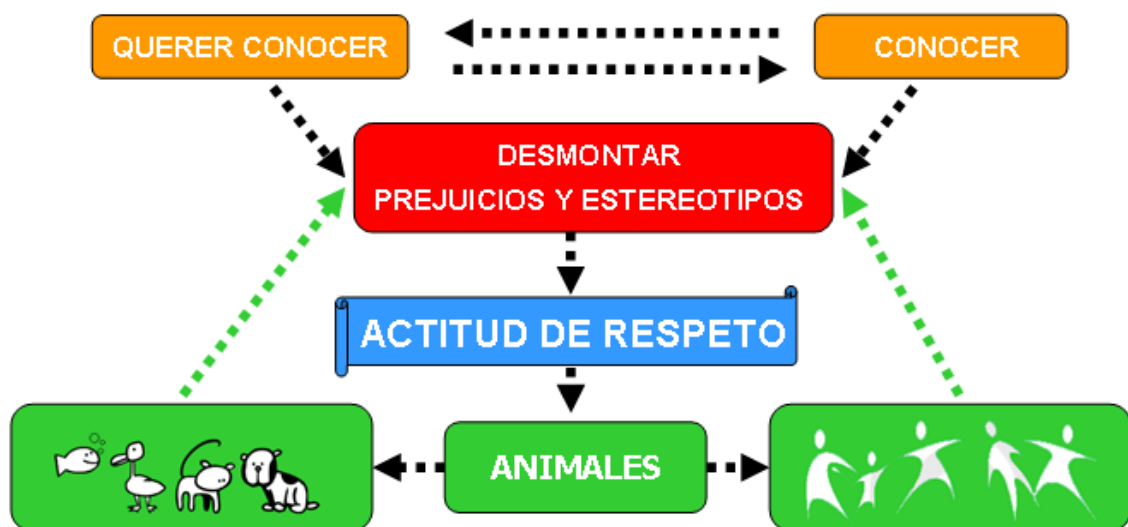 QUERER CONOCER
CONOCER
DESMONTAR
PREJUICIOS Y ESTEREOTIPOS
ACTITUD DE RESPETO
ANIMALES